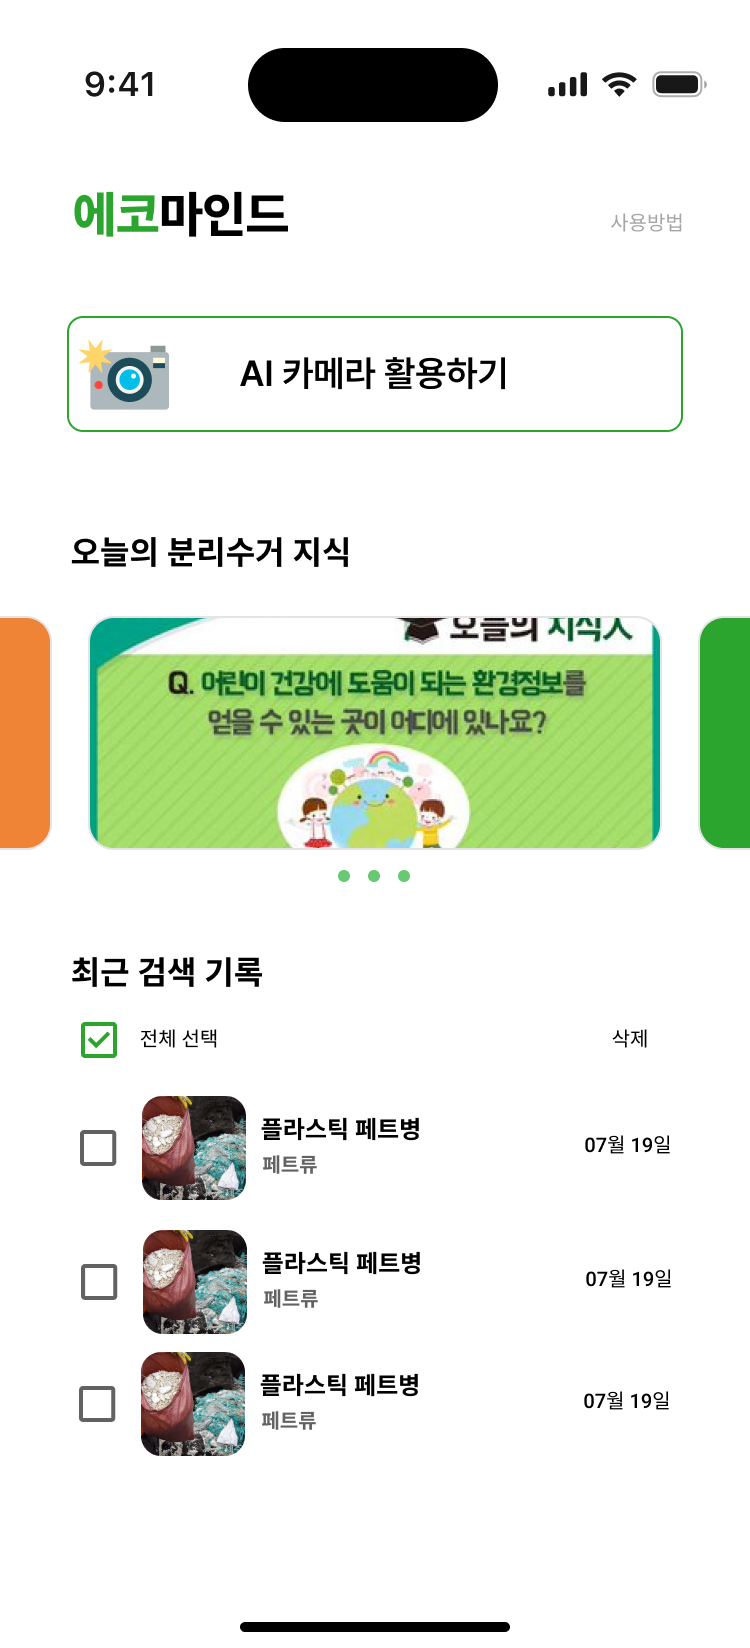 9:41
에코마인드
사용방법
AI 카메라 활용하기
오늘의 분리수거 지식
오늘의 지식人
Q. 어린이 건강에 도움이 되는 환경정보를
얻을 수 있는 곳이 어디에 있나요?
최근 검색 기록
전체 선택
삭제
플라스틱 페트병
페트류
07월 19일
플라스틱 페트병
페트류
07월 19일
플라스틱 페트병
페트류
07월 19일